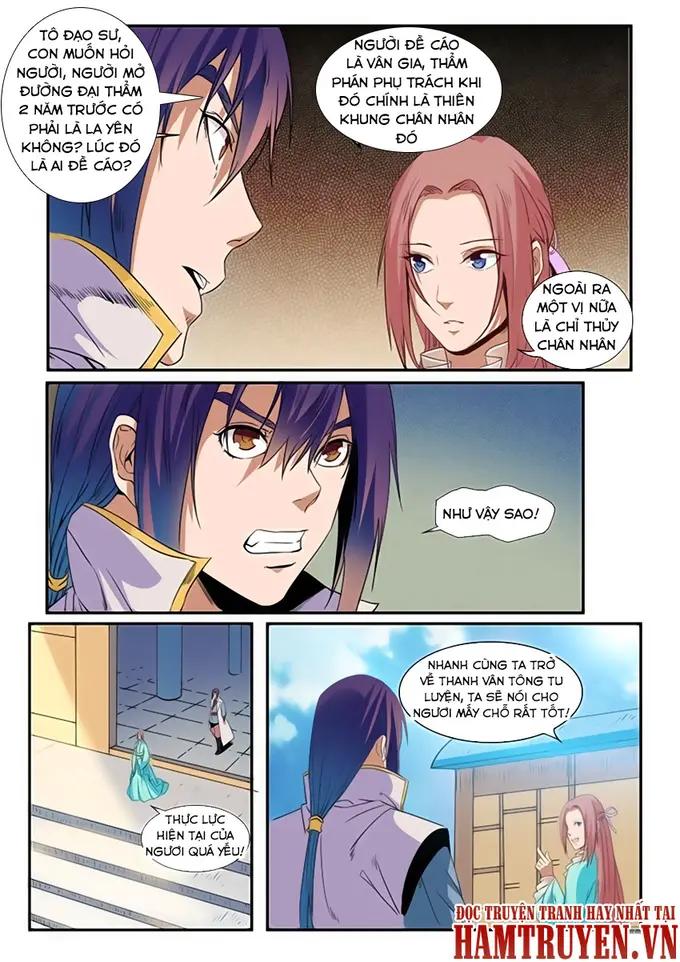 TÔ ĐẠO SƯ,
CON MUỐN HỎI
NGƯỜI, NGƯỜI MỞ
ĐƯỜNG ĐẠI THẨM
2 NĂM TRƯỚC CÓ
PHẢI LÀ LA YÊN
KHÔNG? LÚC ĐÓ
LÀ AI ĐỀ CÁO?
NGƯỜI ĐỀ CÁO
LÀ VÂN GIA, THẨM
PHÁN PHỤ TRÁCH KHI
ĐÓ CHÍNH LÀ THIÊN
KHUNG CHÂN NHÂN
ĐÓ
NGOÀI RA
MỘT VỊ NỮA
LÀ CHỈ THỦY
CHÂN NHÂN
NHƯ VẬY SAO!
THỰC LỰC
HIỆN TẠI CỦA
NGƯƠI QUÁ YẾU!
NHANH CÙNG TA TRỞ
VỀ THANH VÂN TÔNG TU
LUYỆN, TA SẼ NÓI CHO
NGƯƠI MẤY CHỖ RẤT TỐT!
ĐỌC TRUYỆN TRANH HAY NHẤT TẠI
HAMTRUYEN.VN